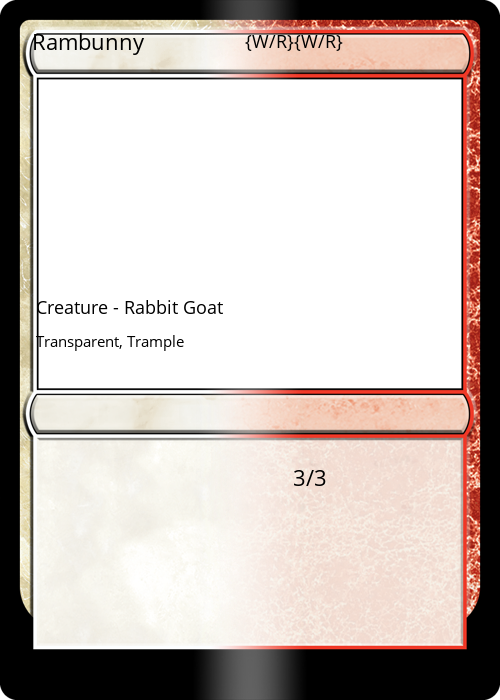 Rambunny {W/R}{W/R}
Creature - Rabbit Goat
Transparent, Trample
3/3